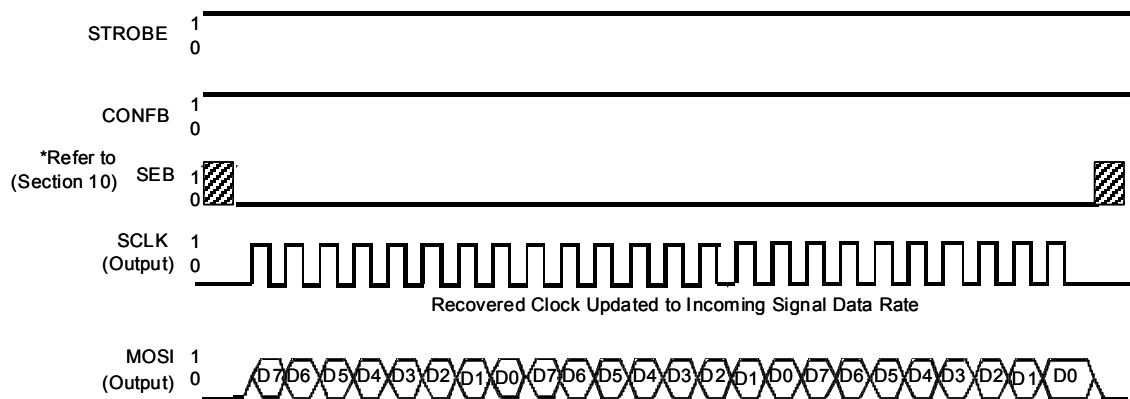 STROBE 1
0
CONFB 1
0
*Refer to
(Section 10) SEB 1
0
SCLK 1
(Output) 0
Recovered Clock Updated to Incoming Signal Data Rate
MOSI 1
(Output) 0
D7 D6 D5 D4 D3 D2 D1 D0 D7 D6 D5 D4 D3 D2 D1 D0 D7 D6 D5 D4 D3 D2 D1 D0